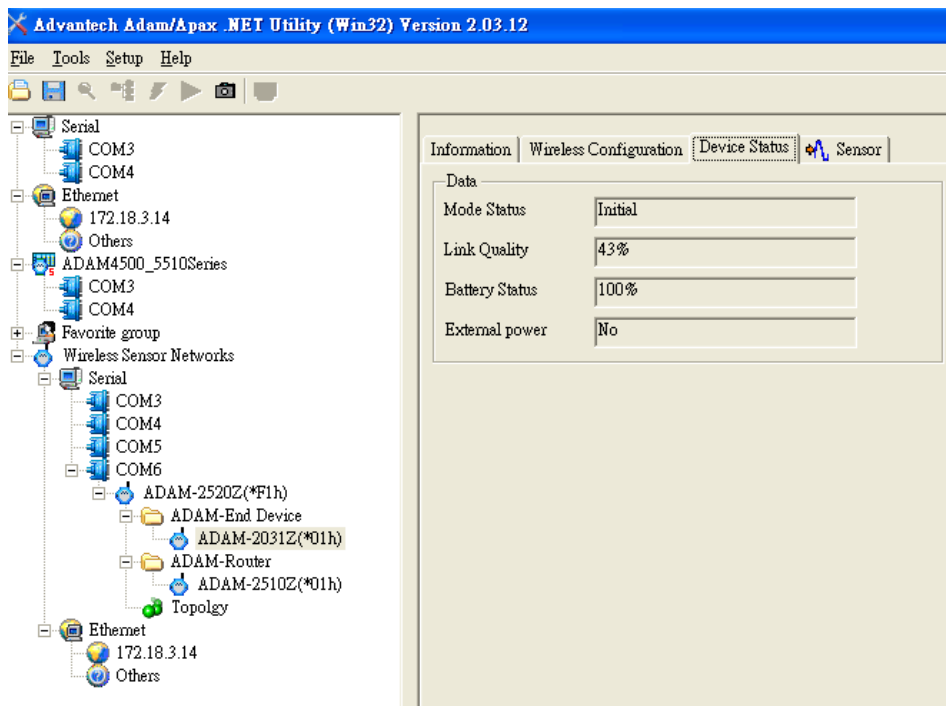 Advantech Adam/Apax .NET Utility (Win32) Version 2.03.12
File Tools Setup Help
Serial
COM3
COM4
Ethernet
172.18.3.14
Others
ADAM4500_5510Series
COM3
COM4
Favorite group
Wireless Sensor Networks
Serial
COM3
COM4
COM5
COM6
ADAM-2520Z(*F1h)
ADAM-End Device
ADAM-2031Z(*01h)
ADAM-Router
ADAM-2510Z(*01h)
Topolgy
Ethernet
172.18.3.14
Others
Information Wireless Configuration Device Status Sensor
Data
Mode Status Initial
Link Quality 43%
Battery Status 100%
External power No